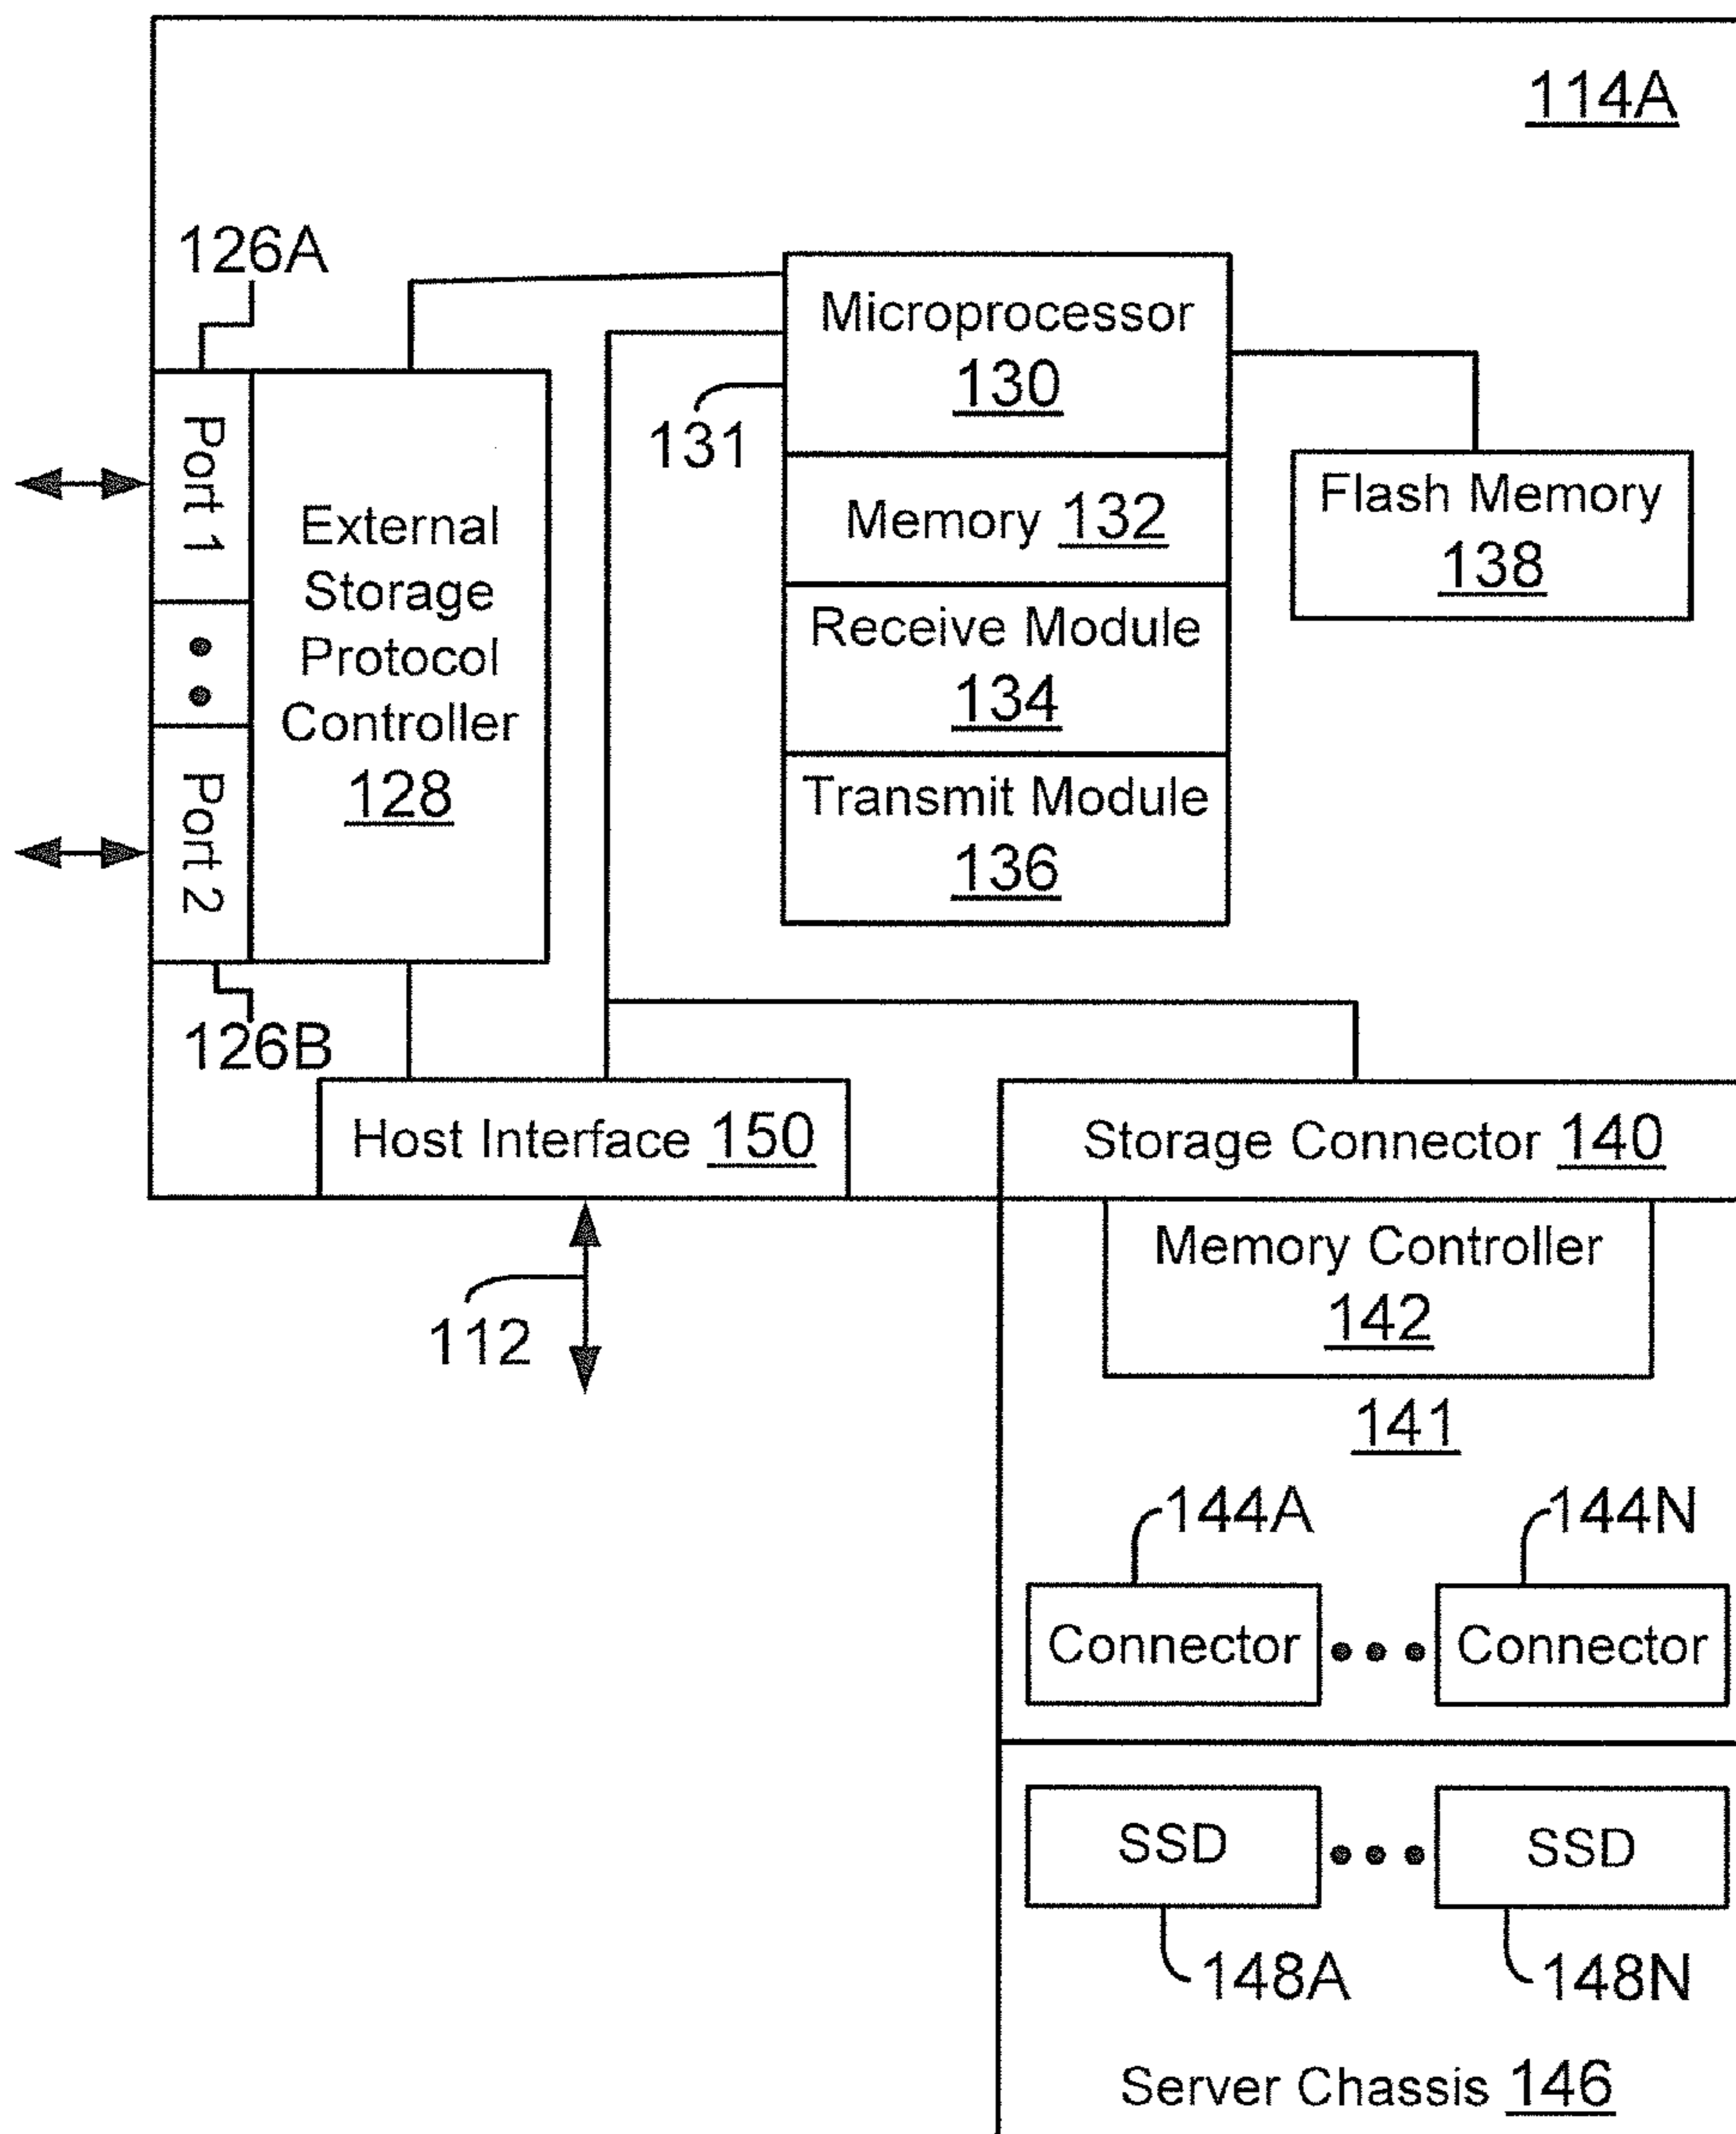 114A
126A
Microprocessor
130
131
Port 1
External
Storage
Protocol
Controller
128
Memory 132
Flash Memory
138
Receive Module
134
Transmit Module
136
Port 2
126B
Host Interface 150
Storage Connector 140
Memory Controller
142
112
141
144A
144N
Connector
Connector
SSD
SSD
148A
148N
Server Chassis 146